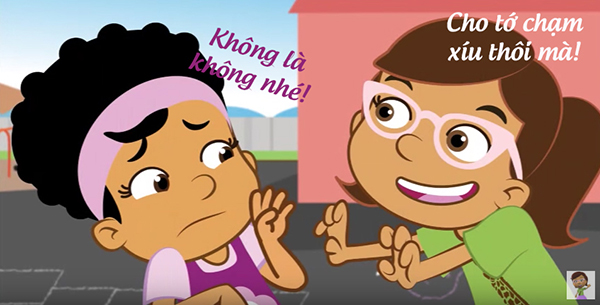 Không là
không nhé!
Cho tớ chạm
xíu thôi mà!